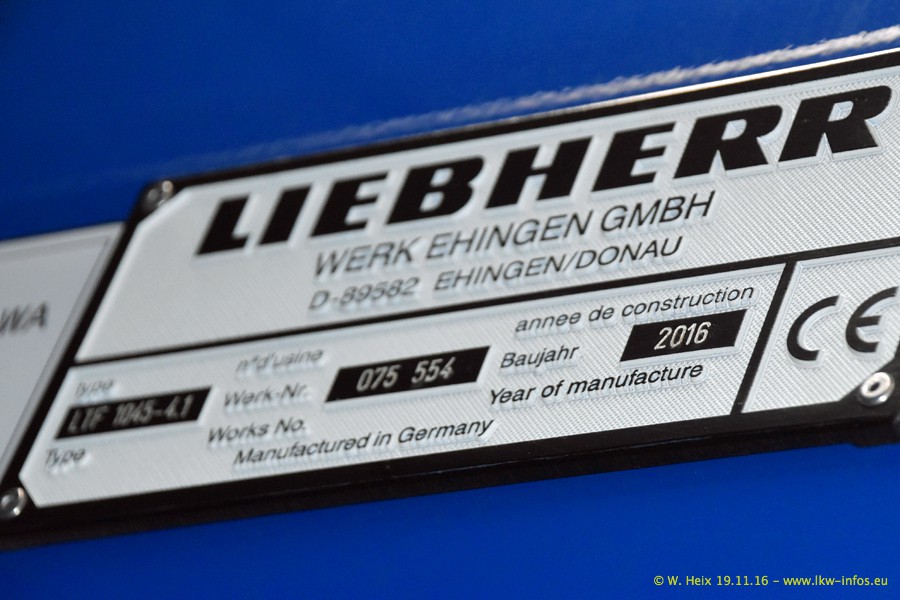 LIEBHERR
WERK EHINGEN GMBH
D-89582 EHINGEN/DONAU
WA
type
LTF 1045-4.1
Type
n°d'usine
Werk-Nr.
075 554
Works No.
annee de construction
Baujahr
2016
Year of manufacture
Manufactured in Germany
CE
© W. Heix 19.11.16 – www.lkw-infos.eu